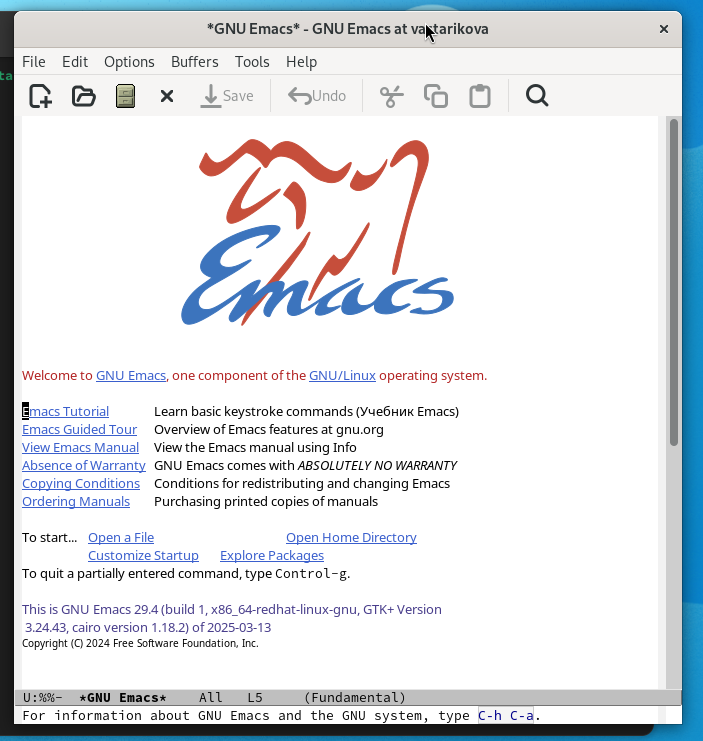 *GNU Emacs* - GNU Emacs at vastarikova
File Edit Options Buffers Tools Help
Save Undo
Emacs
Welcome to GNU Emacs, one component of the GNU/Linux operating system.
Emacs Tutorial Learn basic keystroke commands (Учебник Emacs)
Emacs Guided Tour Overview of Emacs features at gnu.org
View Emacs Manual View the Emacs manual using Info
Absence of Warranty GNU Emacs comes with ABSOLUTELY NO WARRANTY
Copying Conditions Conditions for redistributing and changing Emacs
Ordering Manuals Purchasing printed copies of manuals
To start... Open a File Open Home Directory
Customize Startup Explore Packages
To quit a partially entered command, type Control-g.
This is GNU Emacs 29.4 (build 1, x86_64-redhat-linux-gnu, GTK+ Version
3.24.43, cairo version 1.18.2) of 2025-03-13
Copyright (C) 2024 Free Software Foundation, Inc.
U:%%- *GNU Emacs* All L5 (Fundamental)
For information about GNU Emacs and the GNU system, type C-h C-a.